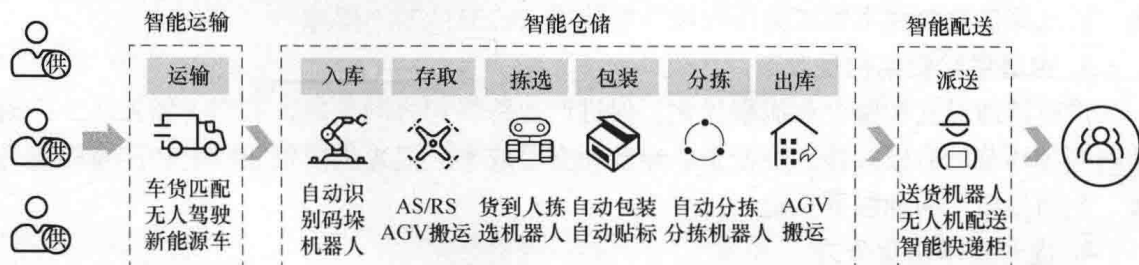 智能运输
智能仓储
智能配送
供
供
供
运输
车货匹配
无人驾驶
新能源车
入库
自动识
别码垛
机器人
存取
AS/RS
AGV搬运
拣选
货到人拣
选机器人
包装
自动包装
自动贴标
分拣
自动分拣
分拣机器人
出库
AGV
搬运
派送
送货机器人
无人机配送
智能快递柜